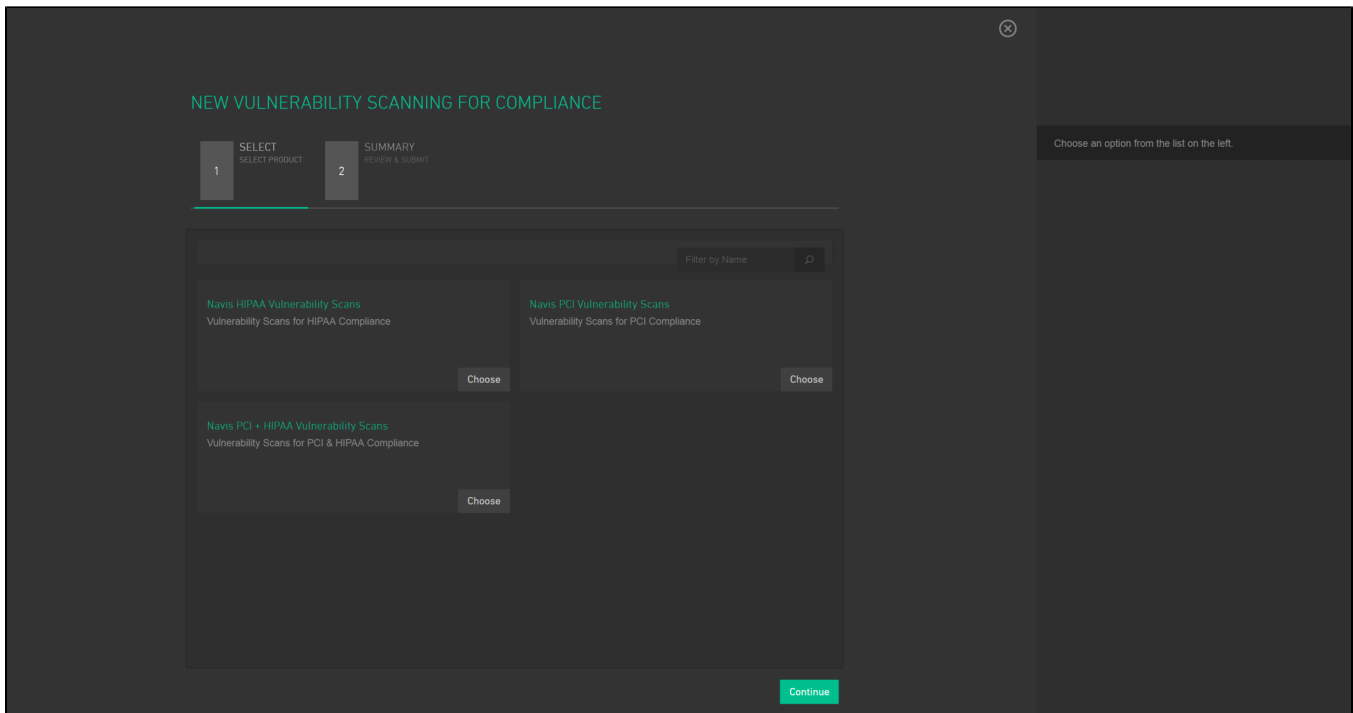 NEW VULNERABILITY SCANNING FOR COMPLIANCE
1
SELECT
SELECT PRODUCT
2
SUMMARY
REVIEW & SUBMIT
Choose an option from the list on the left.
Filter by Name
Navis HIPAA Vulnerability Scans
Vulnerability Scans for HIPAA Compliance
Choose
Navis PCI Vulnerability Scans
Vulnerability Scans for PCI Compliance
Choose
Navis PCI + HIPAA Vulnerability Scans
Vulnerability Scans for PCI & HIPAA Compliance
Choose
Continue